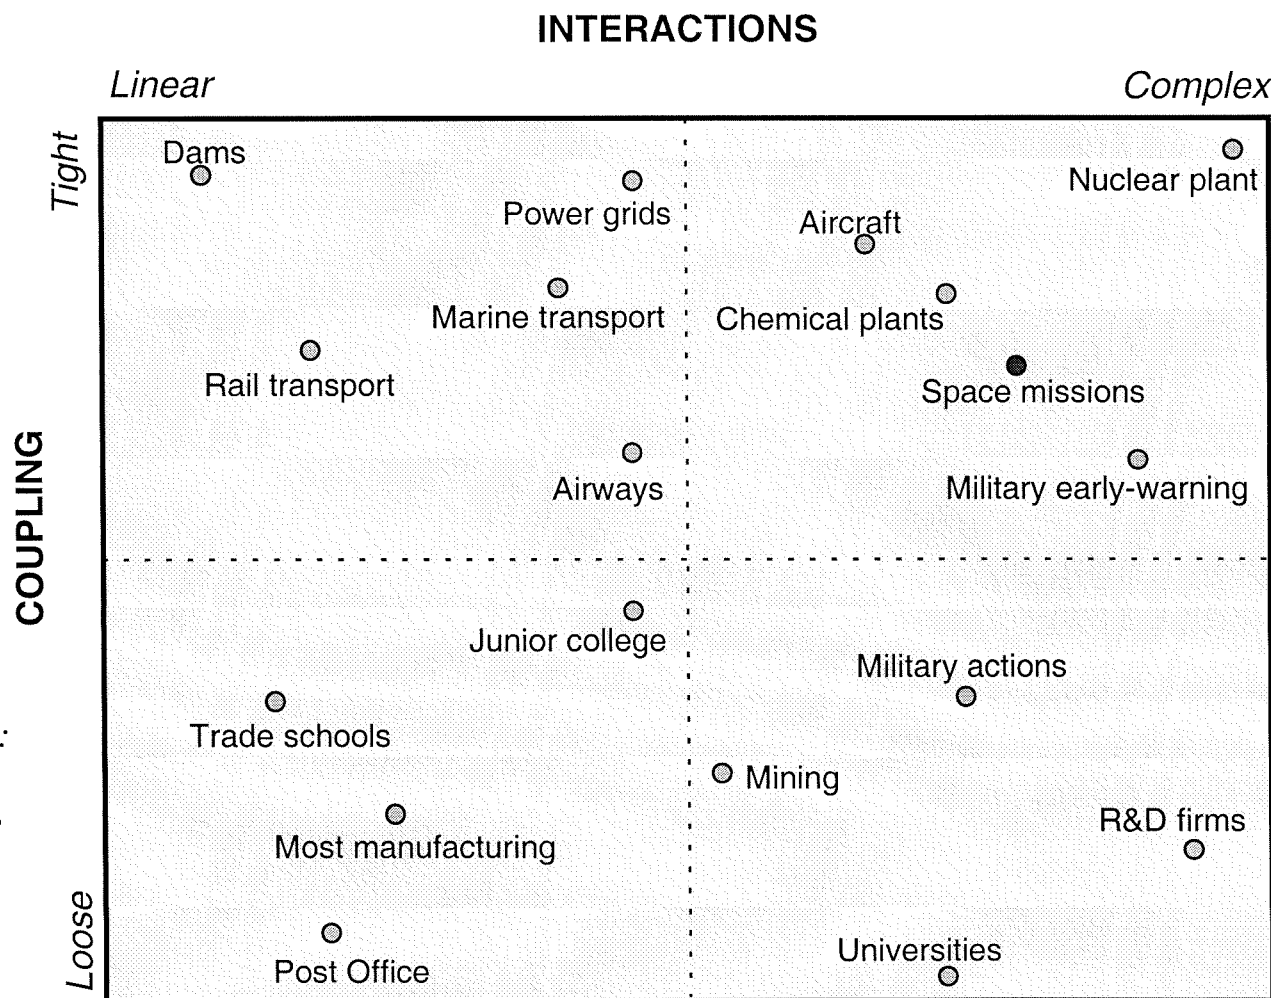 INTERACTIONS
Linear
Complex
Tight
Dams
Nuclear plant
Power grids
Aircraft
Marine transport
Chemical plants
Rail transport
Space missions
Airways
Military early-warning
COUPLING
Junior college
Military actions
Trade schools
Mining
Most manufacturing
R&D firms
Loose
Universities
Post Office